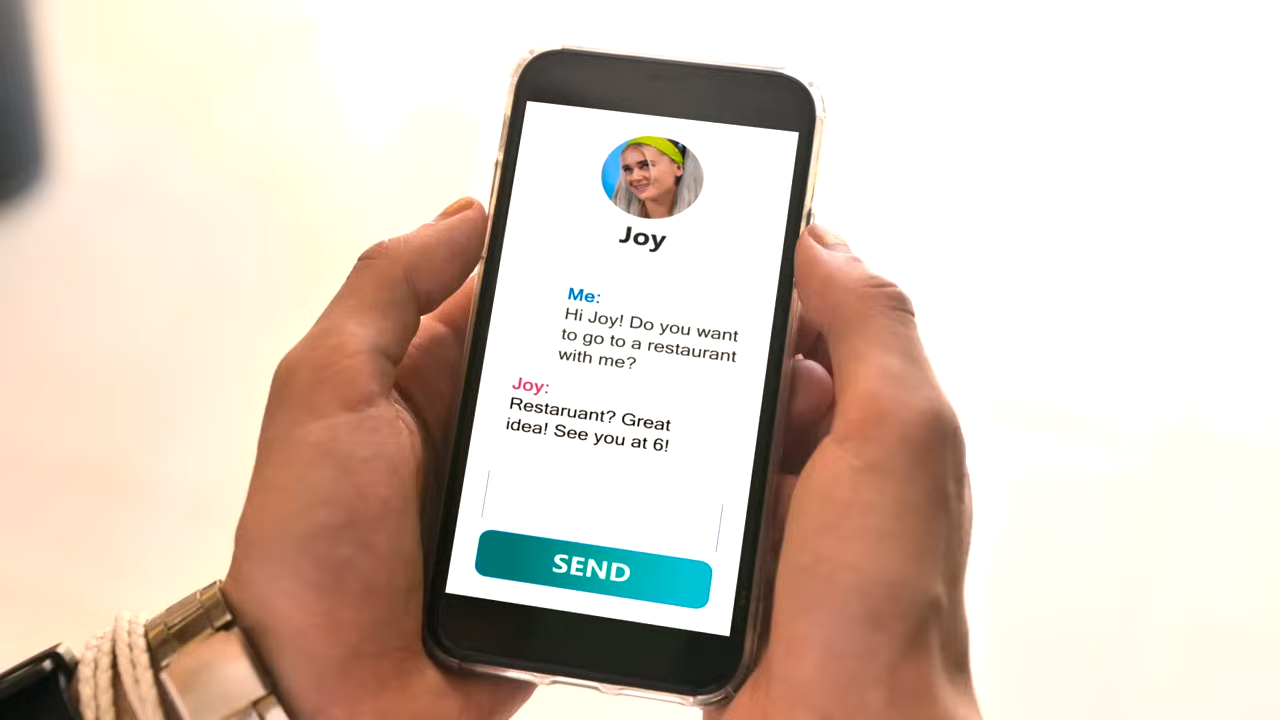 Joy
Me:
Hi Joy! Do you want
to go to a restaurant
with me?
Joy:
Restaruant? Great
idea! See you at 6!
SEND